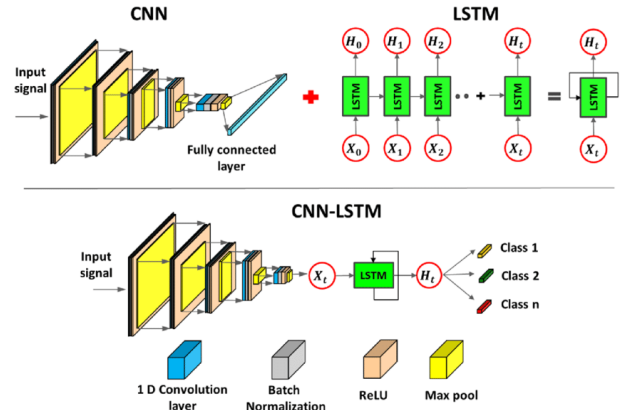 CNN
LSTM
Input
signal
Fully connected
layer
H0
H1
H2
Ht
Ht
LSTM
LSTM
LSTM
LSTM
LSTM
X0
X1
X2
Xt
Xt
CNN-LSTM
Input
signal
Xt
LSTM
Ht
Class 1
Class 2
Class n
1 D Convolution
layer
Batch
Normalization
ReLU
Max pool